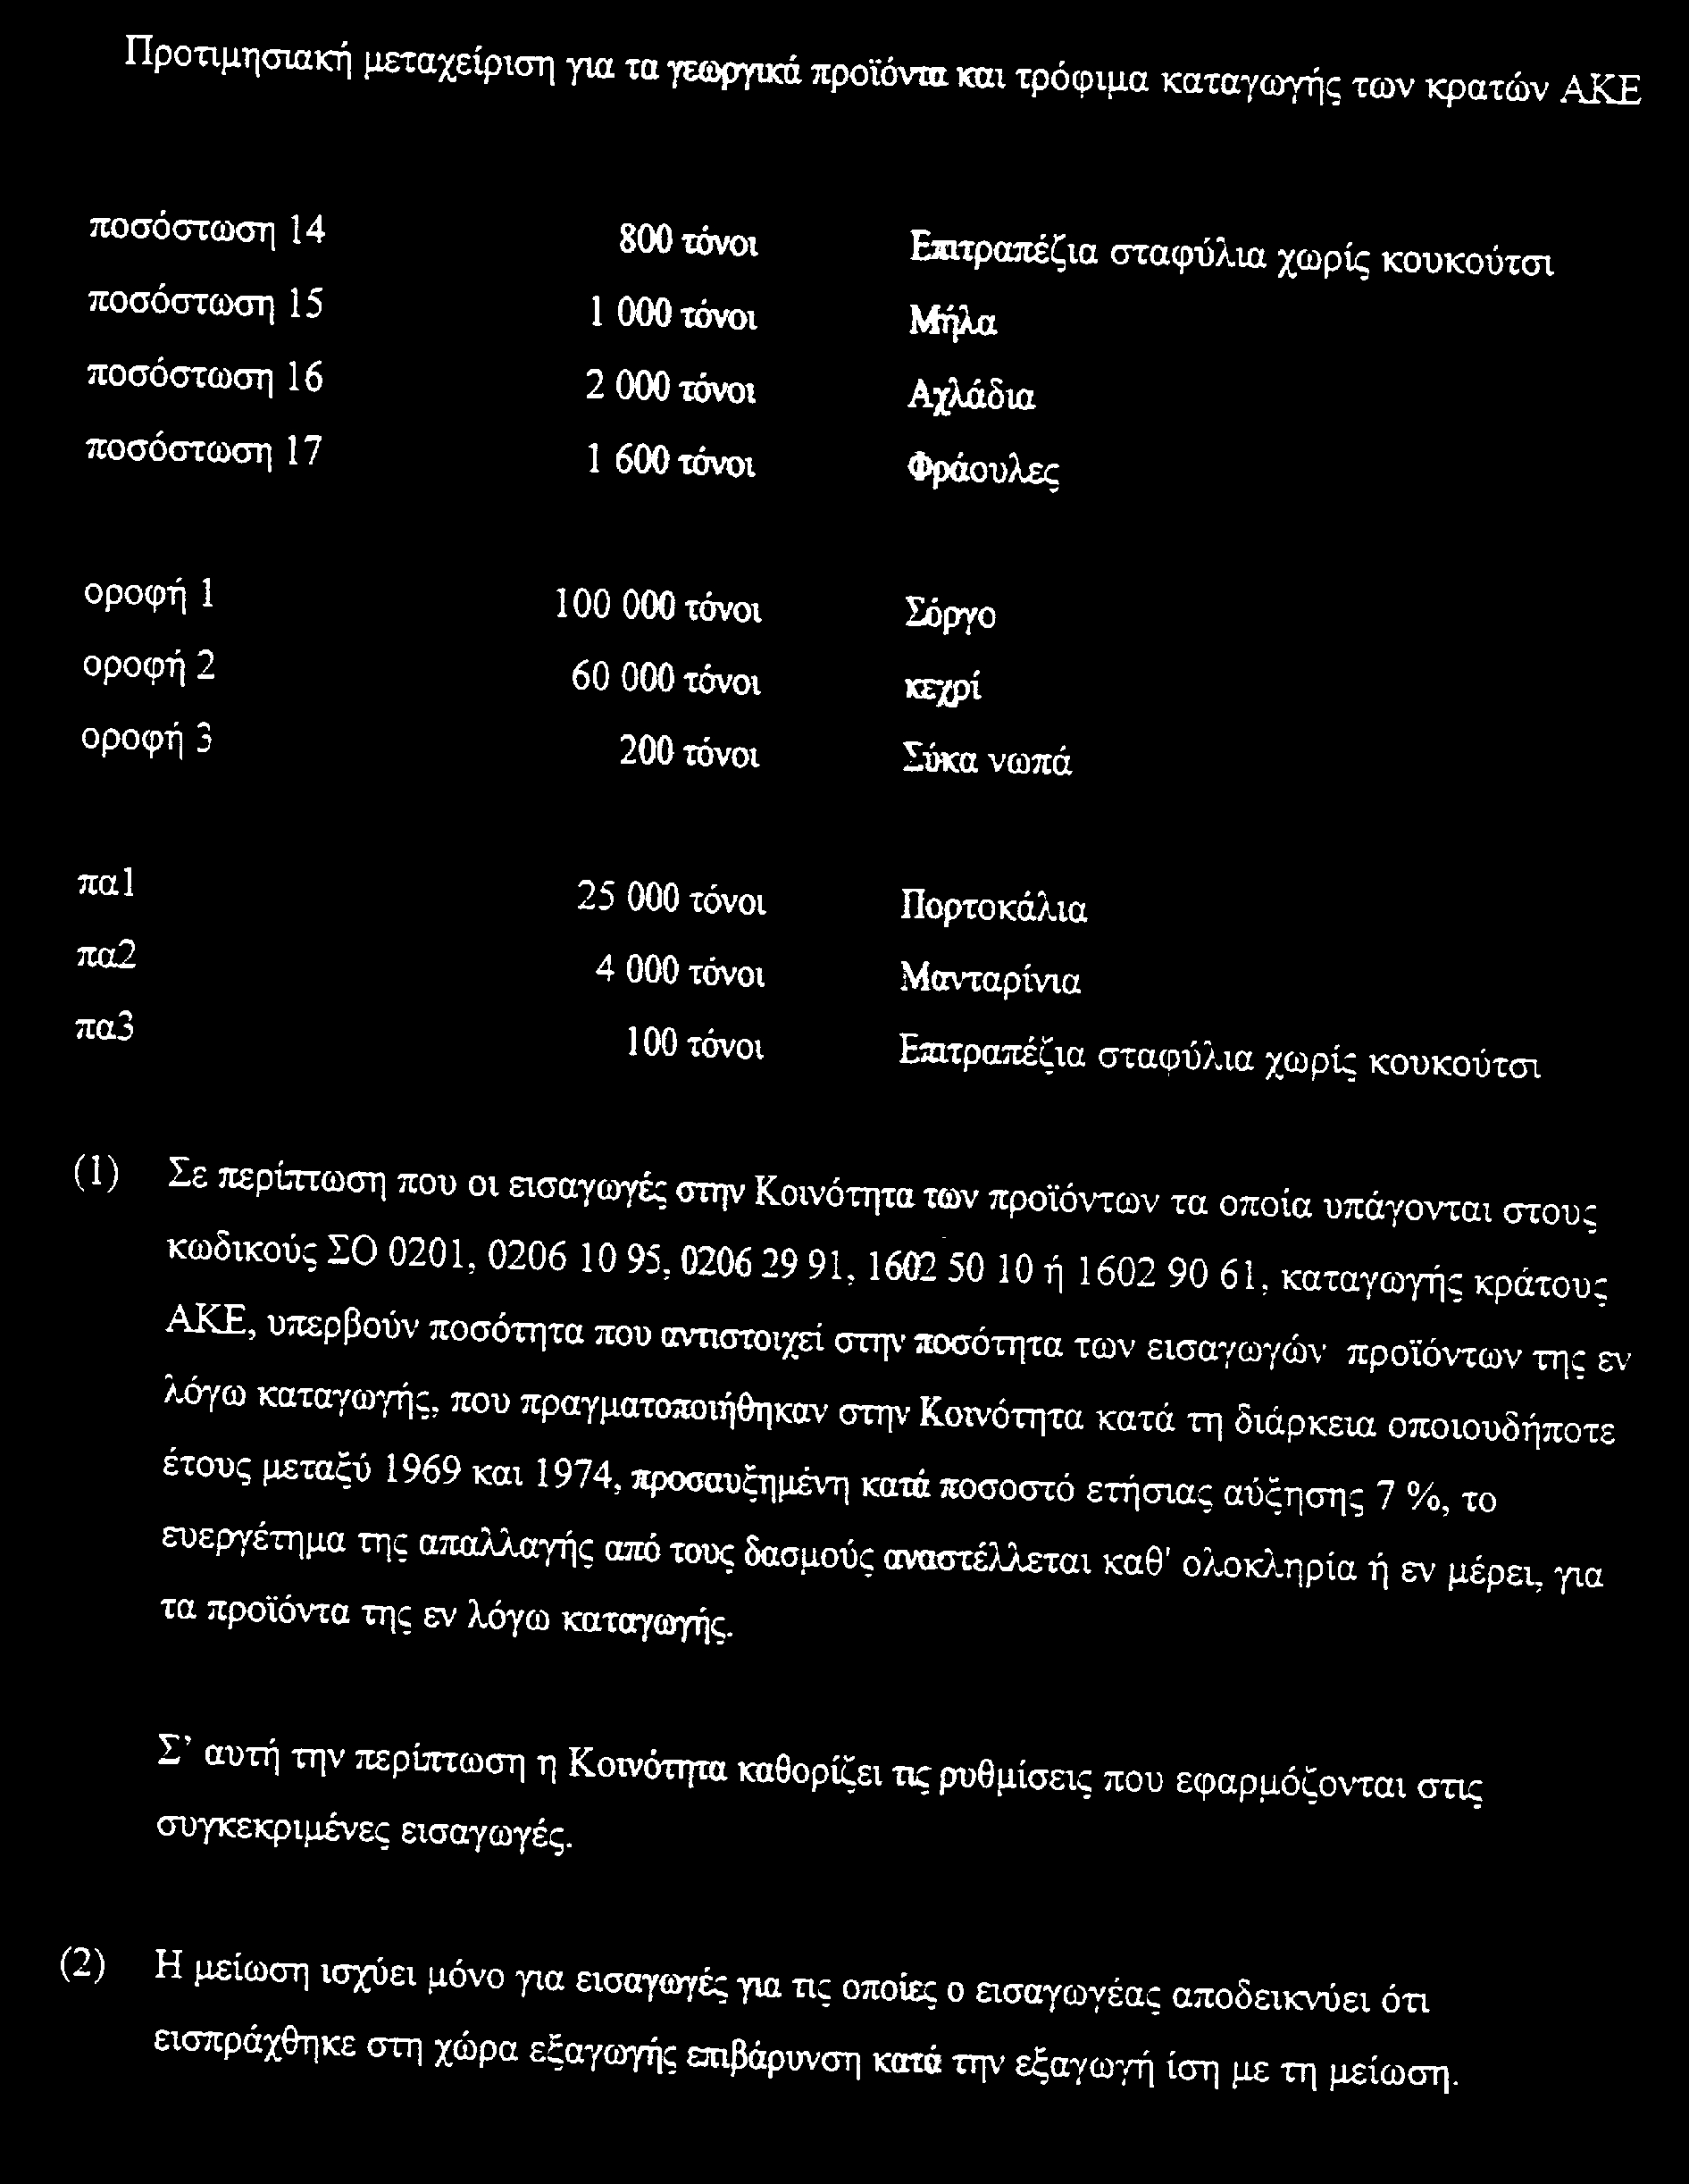 Προτιμησιακή μεταχείριση για τα γεωργικά προϊόντα και τρόφιμα καταγωγής των κρατών ΑΚΕ
ποσόστωση 14 800 τόνοι Επιτραπέζια σταφύλια χωρίς κουκούτσι
ποσόστωση 15 1 000 τόνοι Μήλα
ποσόστωση 16 2 000 τόνοι Αχλάδια
ποσόστωση 17 1 600 τόνοι Φράουλες
οροφή 1 100 000 τόνοι Σόργο
οροφή 2 60 000 τόνοι κεχρί
οροφή 3 200 τόνοι Σύκα νωπά
πα1 25 000 τόνοι Πορτοκάλια
πα2 4 000 τόνοι Μανταρίνια
πα3 100 τόνοι Επιτραπέζια σταφύλια χωρίς κουκούτσι
(1) Σε περίπτωση που οι εισαγωγές στην Κοινότητα των προϊόντων τα οποία υπάγονται στους
κωδικούς ΣΟ 0201, 0206 10 95, 0206 29 91, 1602 50 10 ή 1602 90 61, καταγωγής κράτους
ΑΚΕ, υπερβούν ποσότητα που αντιστοιχεί στην ποσότητα των εισαγωγών προϊόντων της εν
λόγω καταγωγής, που πραγματοποιήθηκαν στην Κοινότητα κατά τη διάρκεια οποιουδήποτε
έτους μεταξύ 1969 και 1974, προσαυξημένη κατά ποσοστό ετήσιας αύξησης 7 %, το
ευεργέτημα της απαλλαγής από τους δασμούς αναστέλλεται καθ' ολοκληρία ή εν μέρει, για
τα προϊόντα της εν λόγω καταγωγής.
Σ' αυτή την περίπτωση η Κοινότητα καθορίζει τις ρυθμίσεις που εφαρμόζονται στις
συγκεκριμένες εισαγωγές.
(2) Η μείωση ισχύει μόνο για εισαγωγές για τις οποίες ο εισαγωγέας αποδεικνύει ότι
εισπράχθηκε στη χώρα εξαγωγής επιβάρυνση κατά την εξαγωγή ίση με τη μείωση.